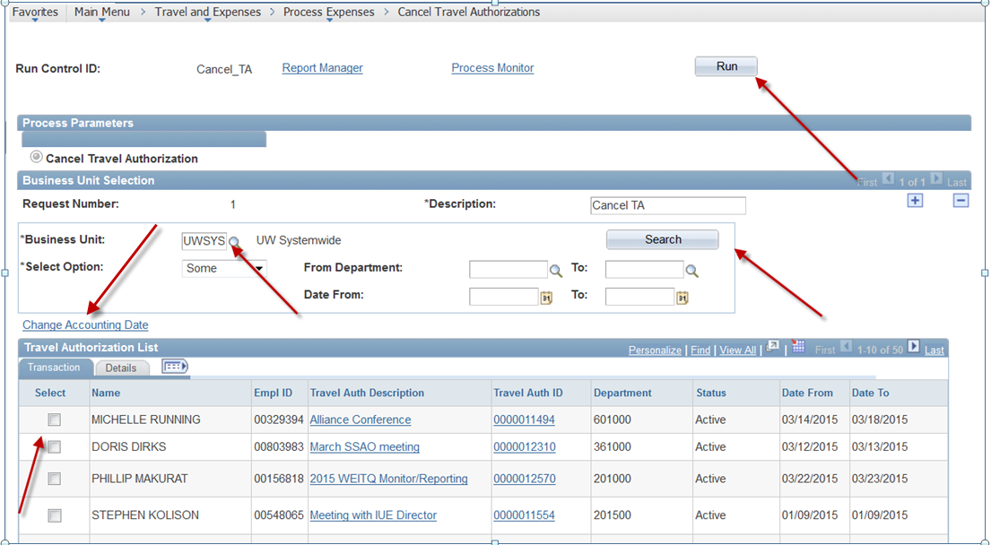 Favorites Main Menu > Travel and Expenses > Process Expenses > Cancel Travel Authorizations
Run Control ID: Cancel_TA Report Manager Process Monitor Run
Process Parameters
Cancel Travel Authorization
Business Unit Selection First 1 of 1 Last
Request Number: 1 *Description: Cancel TA
*Business Unit: UWSYS UW Systemwide Search
*Select Option: Some From Department: To:
Date From: 31 To: 31
Change Accounting Date
Travel Authorization List Personalize | Find | View All | First 1-10 of 50 Last
Transaction Details
Select Name Empl ID Travel Auth Description Travel Auth ID Department Status Date From Date To
MICHELLE RUNNING 00329394 Alliance Conference 0000011494 601000 Active 03/14/2015 03/18/2015
DORIS DIRKS 00803983 March SSAO meeting 0000012310 361000 Active 03/12/2015 03/13/2015
PHILLIP MAKURAT 00156818 2015 WEITQ Monitor/Reporting 0000012570 201000 Active 03/22/2015 03/23/2015
STEPHEN KOLISON 00548065 Meeting with IUE Director 0000011554 201500 Active 01/09/2015 01/09/2015